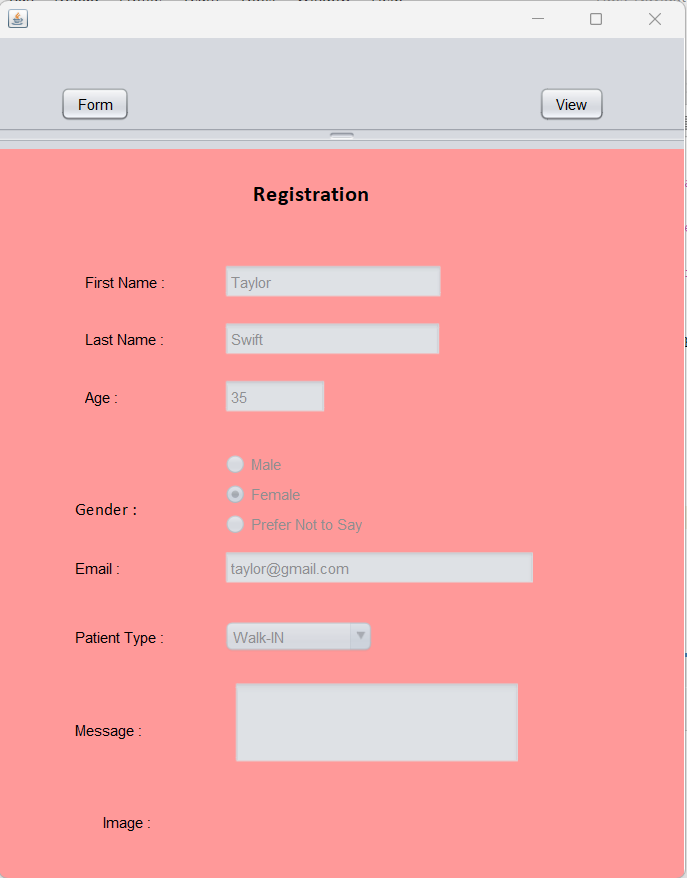 Form View
Registration
First Name : Taylor
Last Name : Swift
Age : 35
Male
Female
Gender :
Prefer Not to Say
Email : taylor@gmail.com
Patient Type : Walk-IN
Message :
Image :